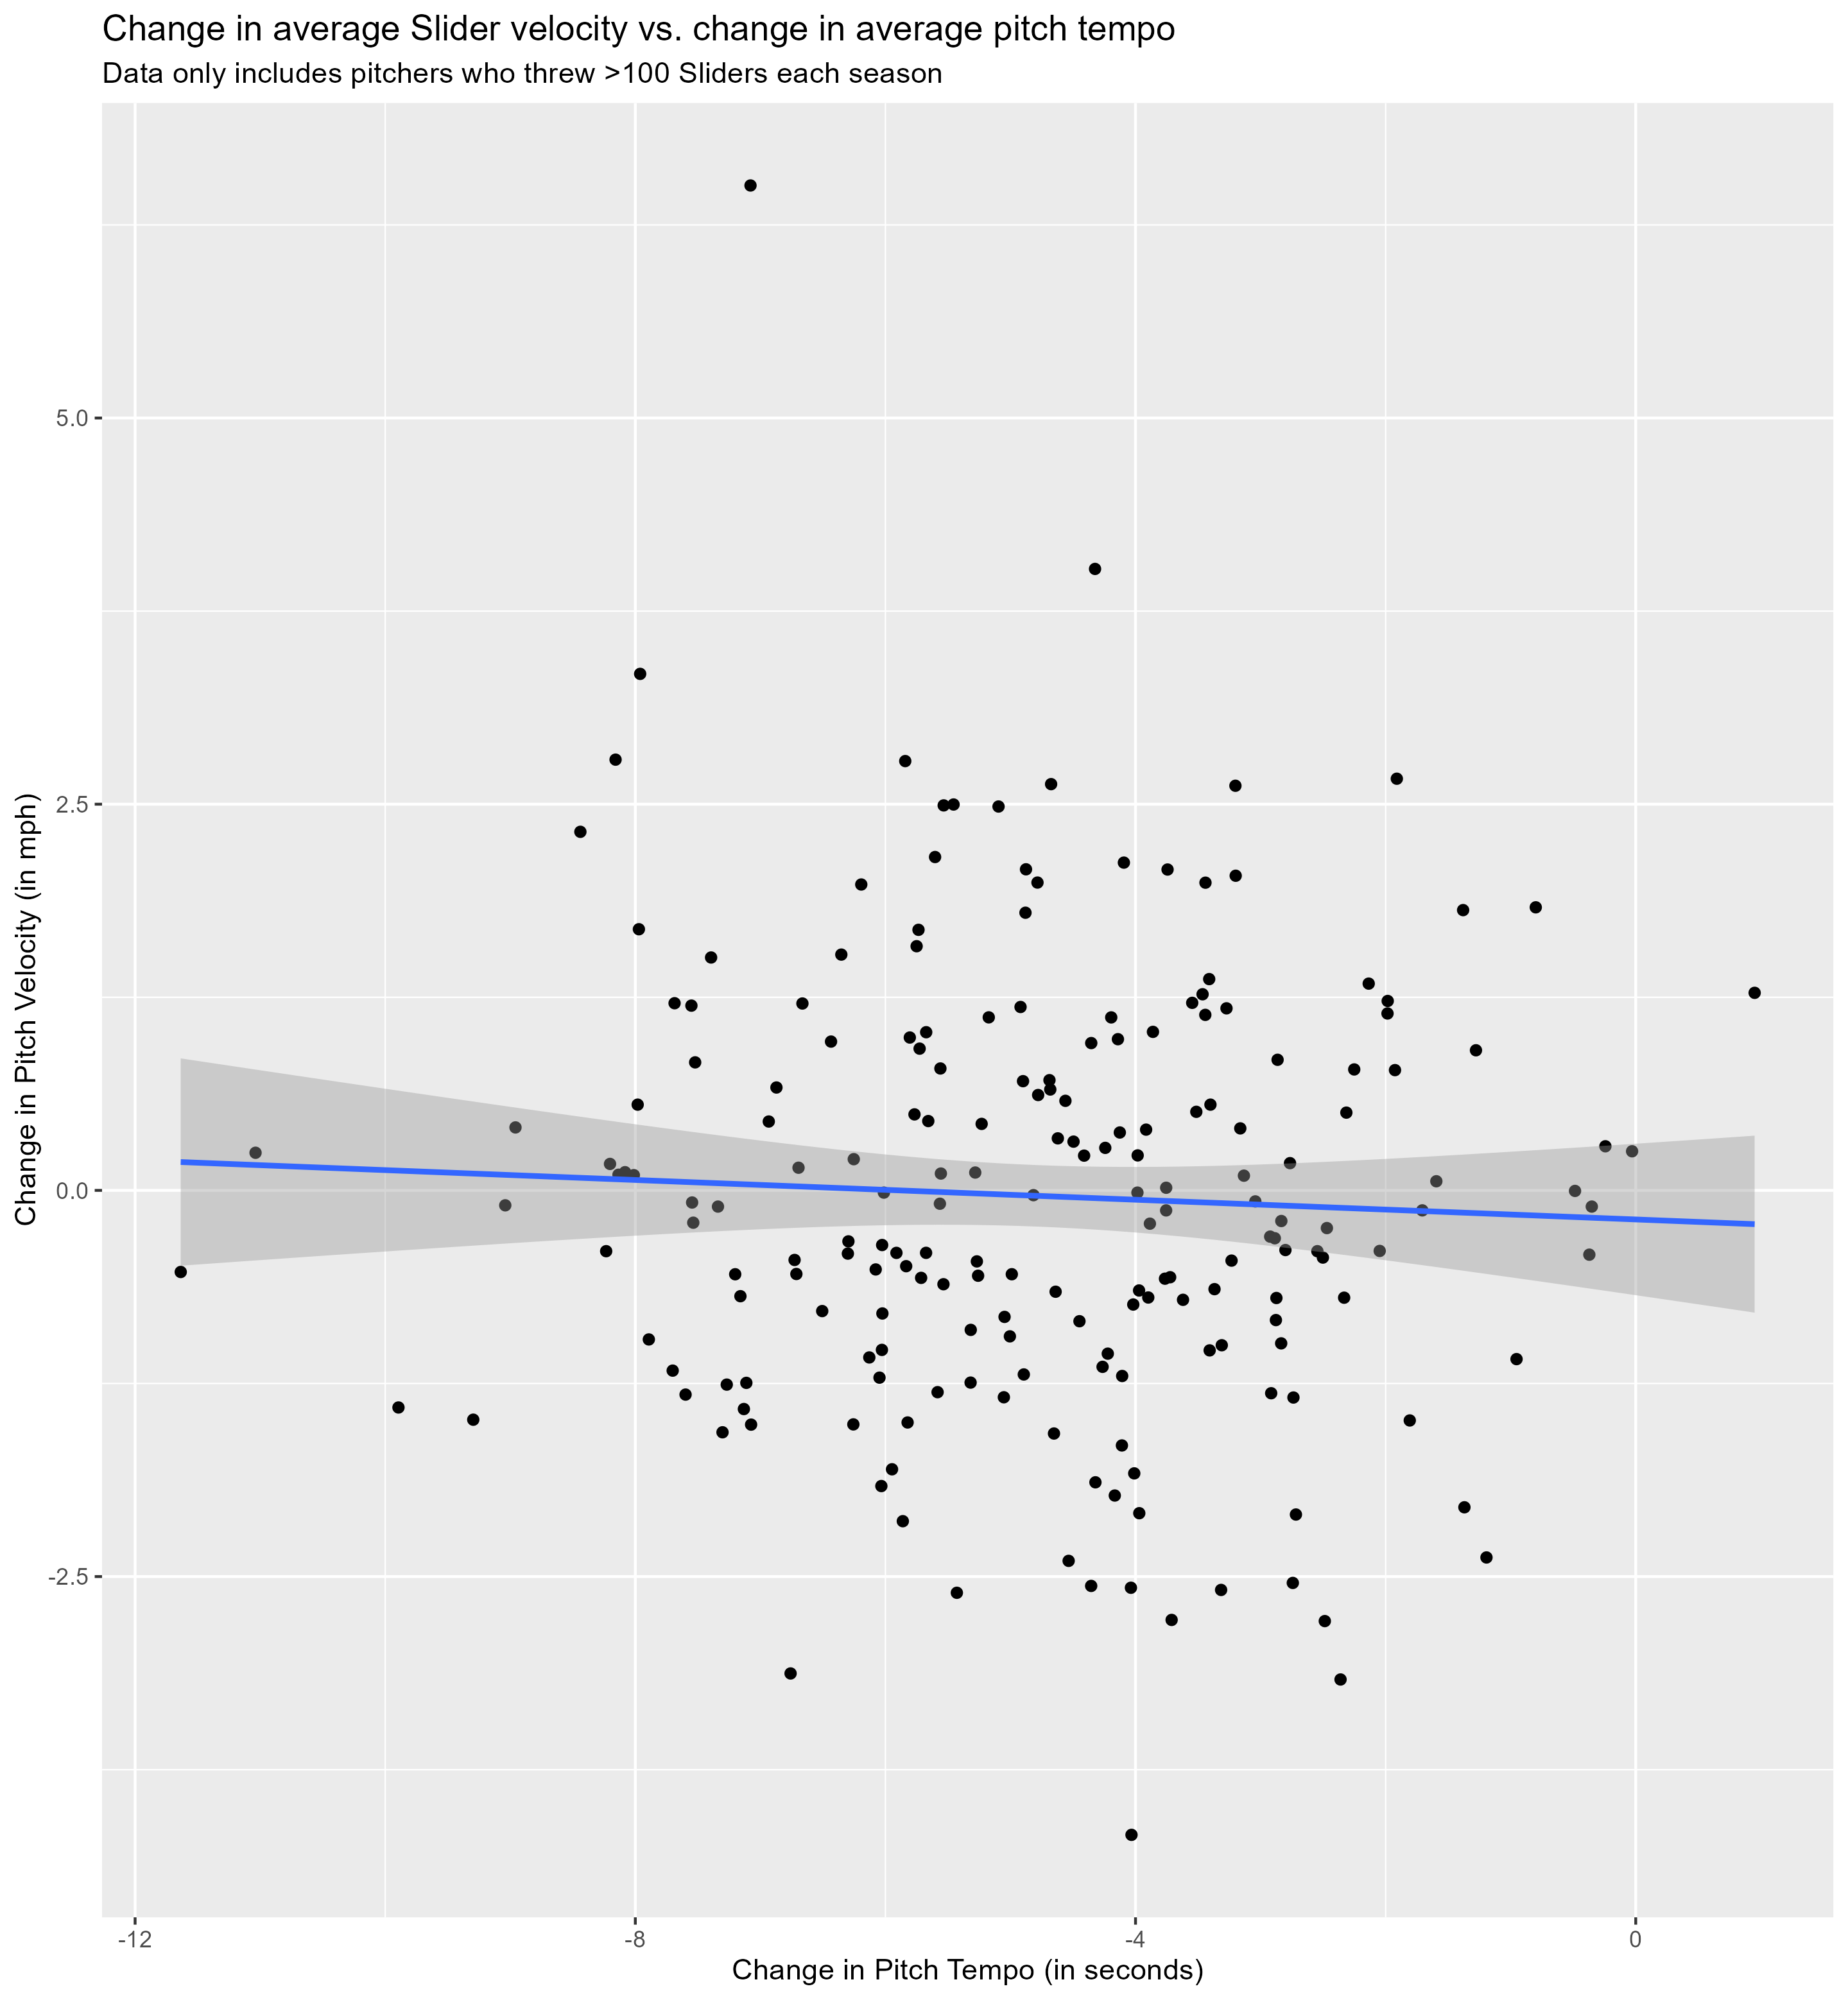 Change in average Slider velocity vs. change in average pitch tempo
Data only includes pitchers who threw >100 Sliders each season
Change in Pitch Velocity (in mph)
5.0
2.5
0.0
-2.5
-12
-8
-4
0
Change in Pitch Tempo (in seconds)